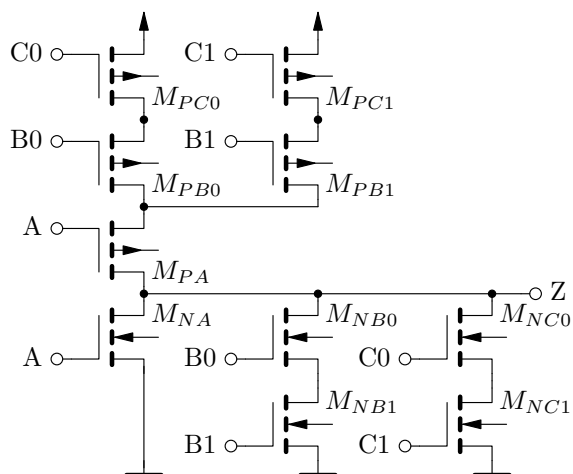 C0 C1
M_{PC0} M_{PC1}
B0 B1
M_{PB0} M_{PB1}
A
M_{PA}
Z
M_{NA} M_{NB0} M_{NC0}
A B0 C0
M_{NB1} M_{NC1}
B1 C1